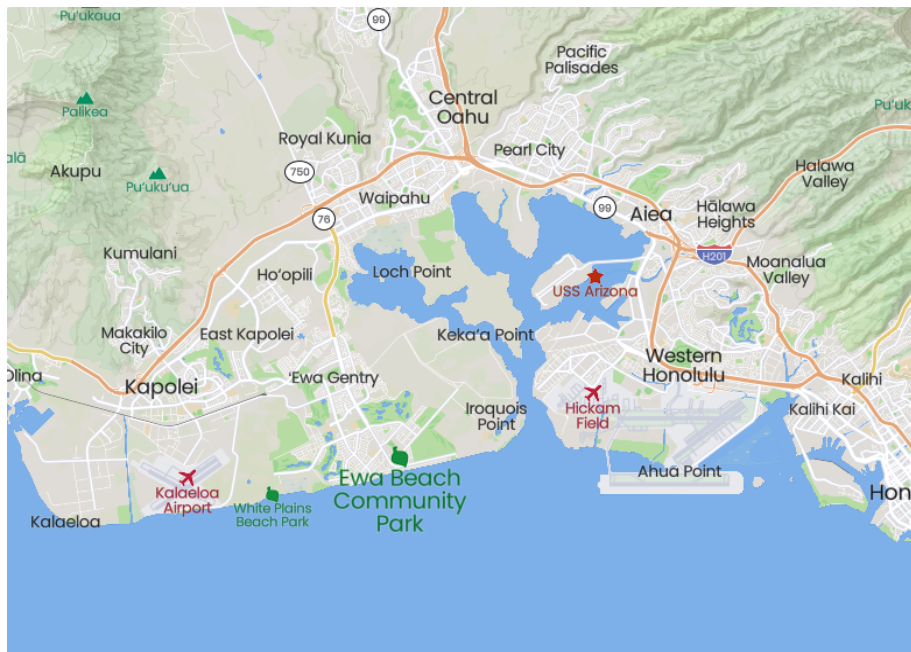 Pu'ukaua
99
Pacific
Palisades
Palikea
Central
Oahu
Pu'uk
Royal Kunia
Pearl City
alā
Akupu
750
Pu'uku'ua
Halawa
Valley
Waipahu
99
Aiea
Hālawa
Heights
76
Kumulani
H201
Ho'opili
Loch Point
Moanalua
Valley
USS Arizona
Makakilo
City
East Kapolei
Keka'a Point
Western
Honolulu
Olina
Kapolei
'Ewa Gentry
Kalihi
Iroquois
Point
Hickam
Field
Kalihi Kai
Ewa Beach
Community
Park
Ahua Point
Kalaeloa
Airport
White Plains
Beach Park
Hon
Kalaeloa